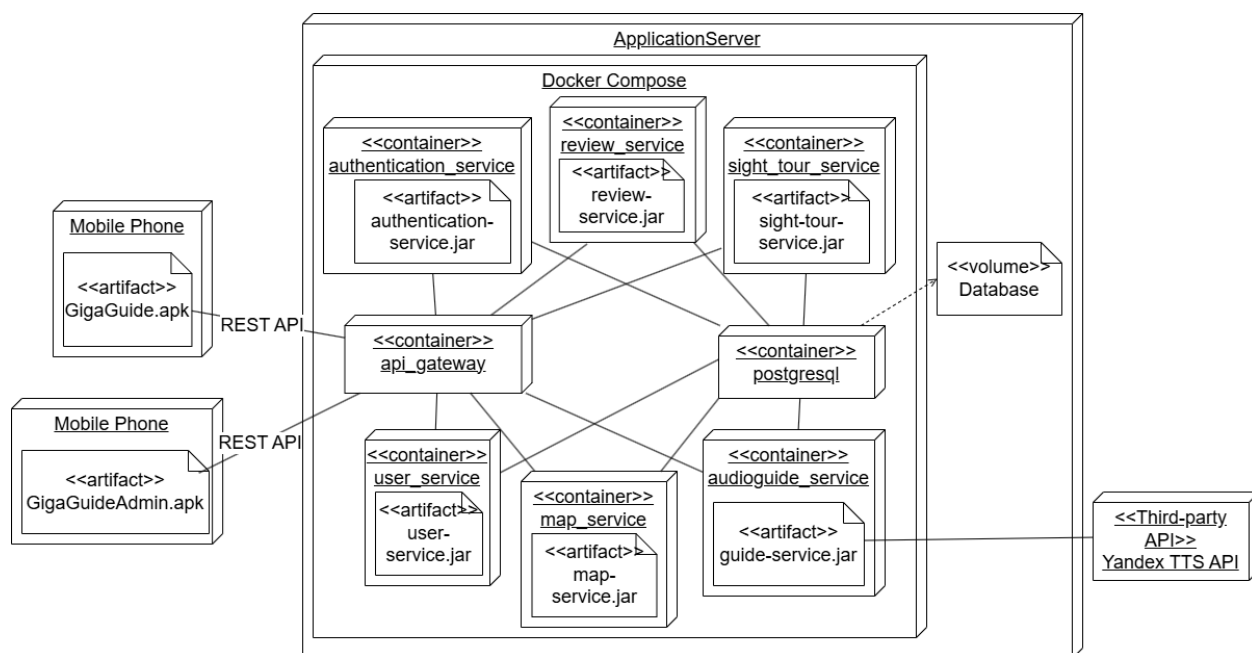 ApplicationServer
Docker Compose
<<container>>
authentication_service
<<artifact>>
authentication-
service.jar
<<container>>
review_service
<<artifact>>
review-
service.jar
<<container>>
sight_tour_service
<<artifact>>
sight-tour-
service.jar
Mobile Phone
<<artifact>>
GigaGuide.apk
REST API
<<container>>
api_gateway
<<container>>
postgresql
<<volume>>
Database
Mobile Phone
<<artifact>>
GigaGuideAdmin.apk
REST API
<<container>>
user_service
<<artifact>>
user-
service.jar
<<container>>
map_service
<<artifact>>
map-
service.jar
<<container>>
audioguide_service
<<artifact>>
guide-service.jar
<<Third-party
API>>
Yandex TTS API